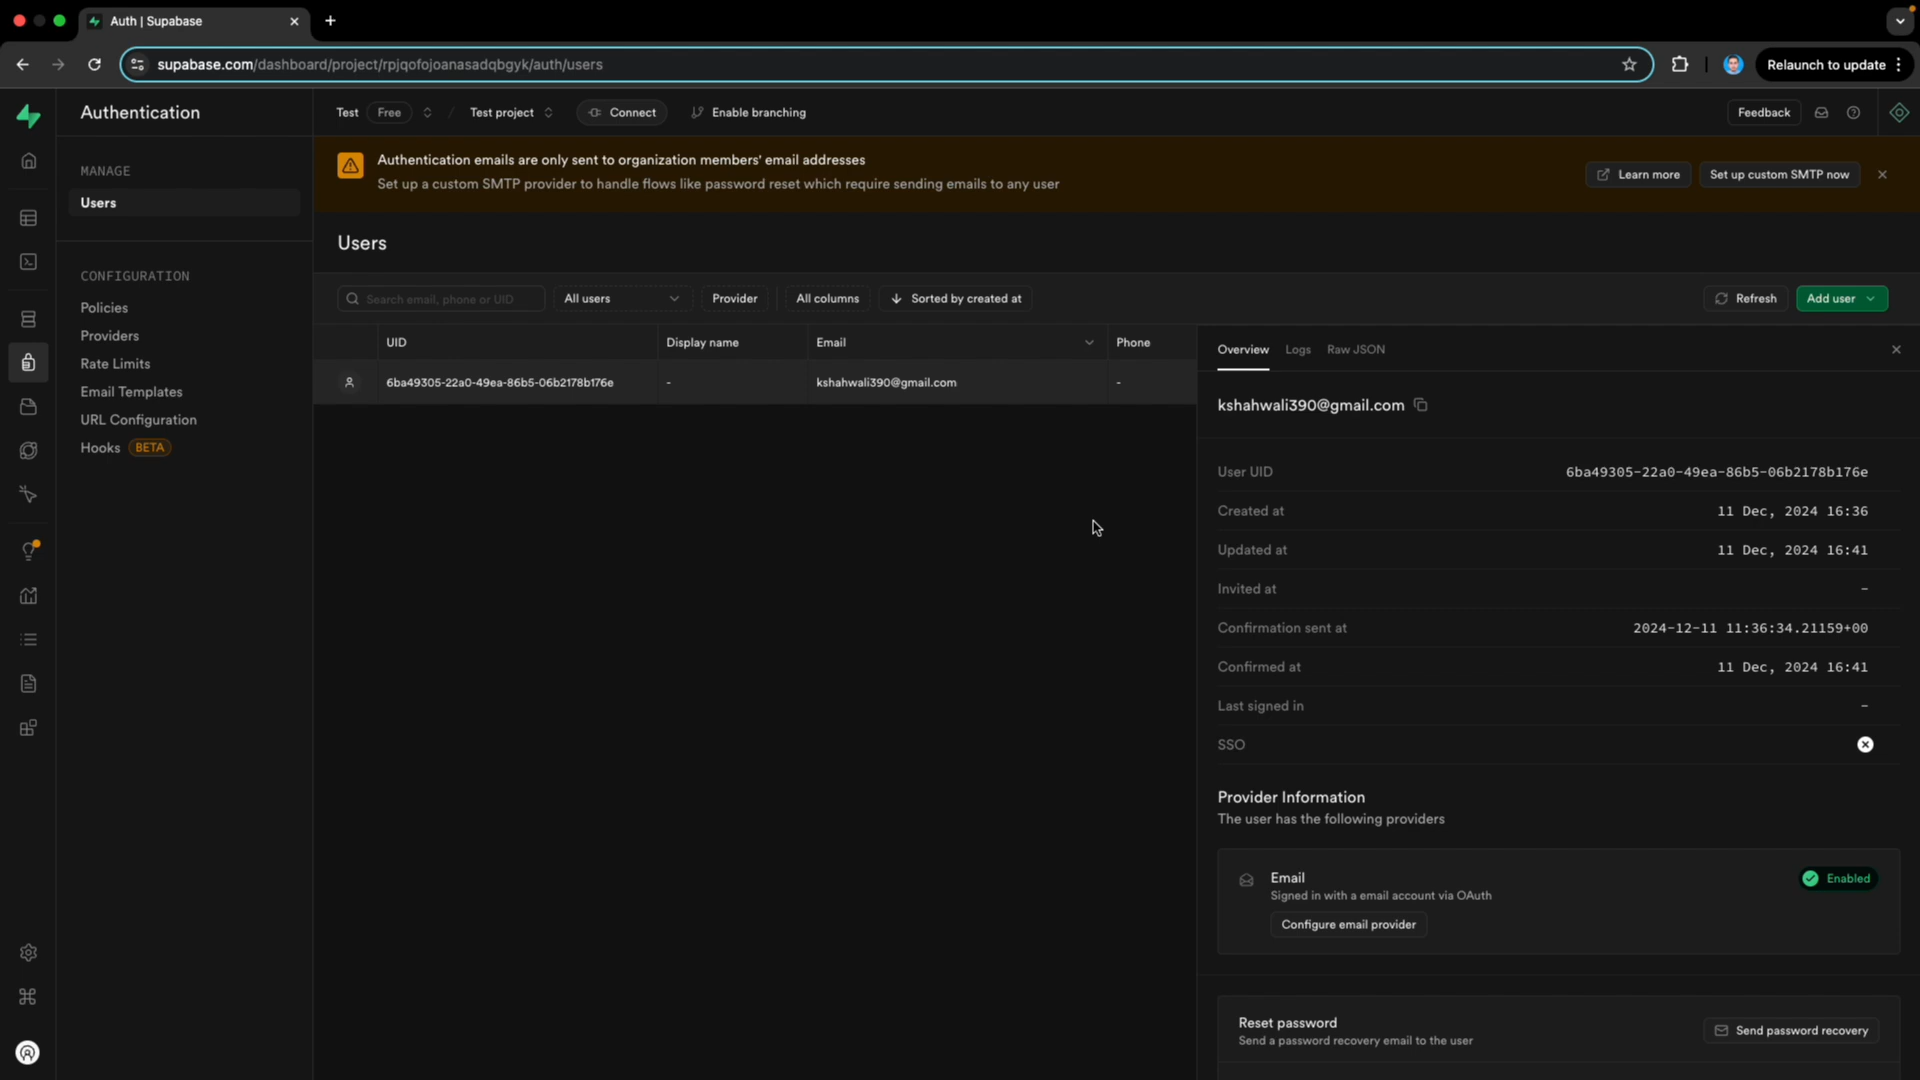 Auth | Supabase
supabase.com/dashboard/project/rpjqofojoanasadqbgyk/auth/users
Relaunch to update
Authentication
Test Free / Test project Connect Enable branching
Feedback
MANAGE
Users
CONFIGURATION
Policies
Providers
Rate Limits
Email Templates
URL Configuration
Hooks BETA
Authentication emails are only sent to organization members' email addresses
Set up a custom SMTP provider to handle flows like password reset which require sending emails to any user
Learn more
Set up custom SMTP now
Users
Search email, phone or UID
All users
Provider
All columns
Sorted by created at
Refresh
Add user
UID Display name Email Phone
6ba49305-22a0-49ea-86b5-06b2178b176e - kshahwali390@gmail.com -
Overview Logs Raw JSON
kshahwali390@gmail.com
User UID 6ba49305-22a0-49ea-86b5-06b2178b176e
Created at 11 Dec, 2024 16:36
Updated at 11 Dec, 2024 16:41
Invited at -
Confirmation sent at 2024-12-11 11:36:34.21159+00
Confirmed at 11 Dec, 2024 16:41
Last signed in -
SSO
Provider Information
The user has the following providers
Email
Signed in with a email account via OAuth
Enabled
Configure email provider
Reset password
Send a password recovery email to the user
Send password recovery